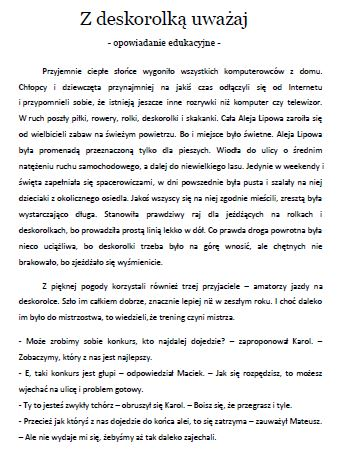 Z deskorolką uważaj
- opowiadanie edukacyjne -
Przyjemnie ciepłe słońce wygoniło wszystkich komputerowców z domu.
Chłopcy i dziewczęta przynajmniej na jakiś czas odłączyli się od Internetu
i przypomnieli sobie, że istnieją jeszcze inne rozrywki niż komputer czy telewizor.
W ruch poszły piłki, rowery, rolki, deskorolki i skakanki. Cała Aleja Lipowa zaroiła się
od wielbicieli zabaw na świeżym powietrzu. Bo i miejsce było świetne. Aleja Lipowa
była promenadą przeznaczoną tylko dla pieszych. Wiodła do ulicy o średnim
natężeniu ruchu samochodowego, a dalej do niewielkiego lasu. Jedynie w weekendy i
święta zapełniała się spacerowiczami, w dni powszednie była pusta i szalały na niej
dzieciaki z okolicznego osiedla. Jakoś wszyscy się na niej zgodnie mieścili, zresztą była
wystarczająco długa. Stanowiła prawdziwy raj dla jeżdżących na rolkach i
deskorolkach, bo prowadziła prostą linią lekko w dół. Co prawda droga powrotna była
nieco uciążliwa, bo deskorolki trzeba było na górę wnosić, ale chętnych nie
brakowało, bo zjeżdżało się wyśmienicie.
Z pięknej pogody korzystali również trzej przyjaciele – amatorzy jazdy na
deskorolce. Szło im całkiem dobrze, znacznie lepiej niż w zeszłym roku. I choć daleko
im było do mistrzostwa, to wiedzieli,że trening czyni mistrza.
- Może zrobimy sobie konkurs, kto najdalej dojedzie? – zaproponował Karol. –
Zobaczymy, który z nas jest najlepszy.
- E, taki konkurs jest głupi – odpowiedział Maciek. – Jak się rozpędzisz, to możesz
wjechać na ulicę i problem gotowy.
- Ty to jesteś zwykły tchórz – obruszył się Karol. – Boisz się, że przegrasz i tyle.
- Przecież jak któryś z nas dojedzie do końca alei, to się zatrzyma – zauważył Mateusz.
– Ale nie wydaje mi się, żebyśmy aż tak daleko zajechali.